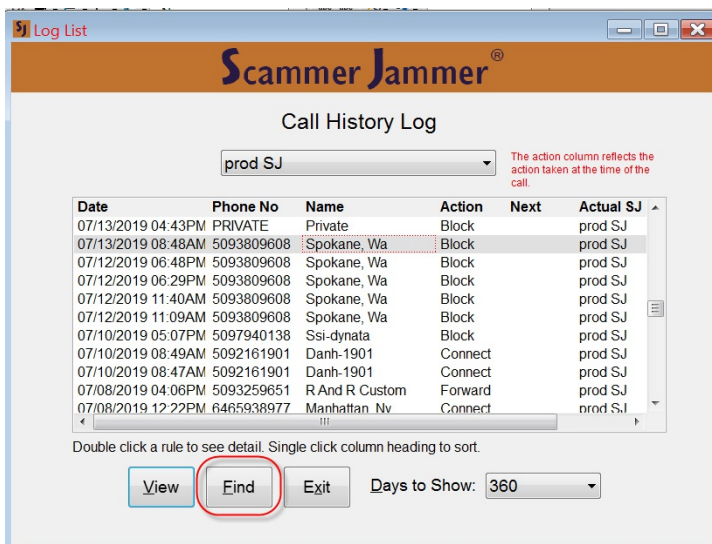 SJ Log List
Scammer Jammer®
Call History Log
prod SJ
The action column reflects the
action taken at the time of the
call.
Date Phone No Name Action Next Actual SJ
07/13/2019 04:43PM PRIVATE Private Block prod SJ
07/13/2019 08:48AM 5093809608 Spokane, Wa Block prod SJ
07/12/2019 06:48PM 5093809608 Spokane, Wa Block prod SJ
07/12/2019 06:29PM 5093809608 Spokane, Wa Block prod SJ
07/12/2019 11:40AM 5093809608 Spokane, Wa Block prod SJ
07/12/2019 11:09AM 5093809608 Spokane, Wa Block prod SJ
07/10/2019 05:07PM 5097940138 Ssi-dynata Block prod SJ
07/10/2019 08:49AM 5092161901 Danh-1901 Connect prod SJ
07/10/2019 08:47AM 5092161901 Danh-1901 Connect prod SJ
07/08/2019 04:06PM 5093259651 R And R Custom Forward prod SJ
07/08/2019 12:22PM 6465938977 Manhattan, Ny Connect prod SJ
Double click a rule to see detail. Single click column heading to sort.
View Find Exit Days to Show: 360